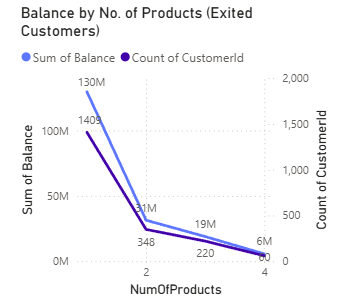 Balance by No. of Products (Exited
Customers)
Sum of Balance Count of CustomerId
130M
2,000
1409
1,500
100M
1,000
31M
50M
19M
500
348
220
6M
60
0M
0
2
4
NumOfProducts
Sum of Balance
Count of CustomerId